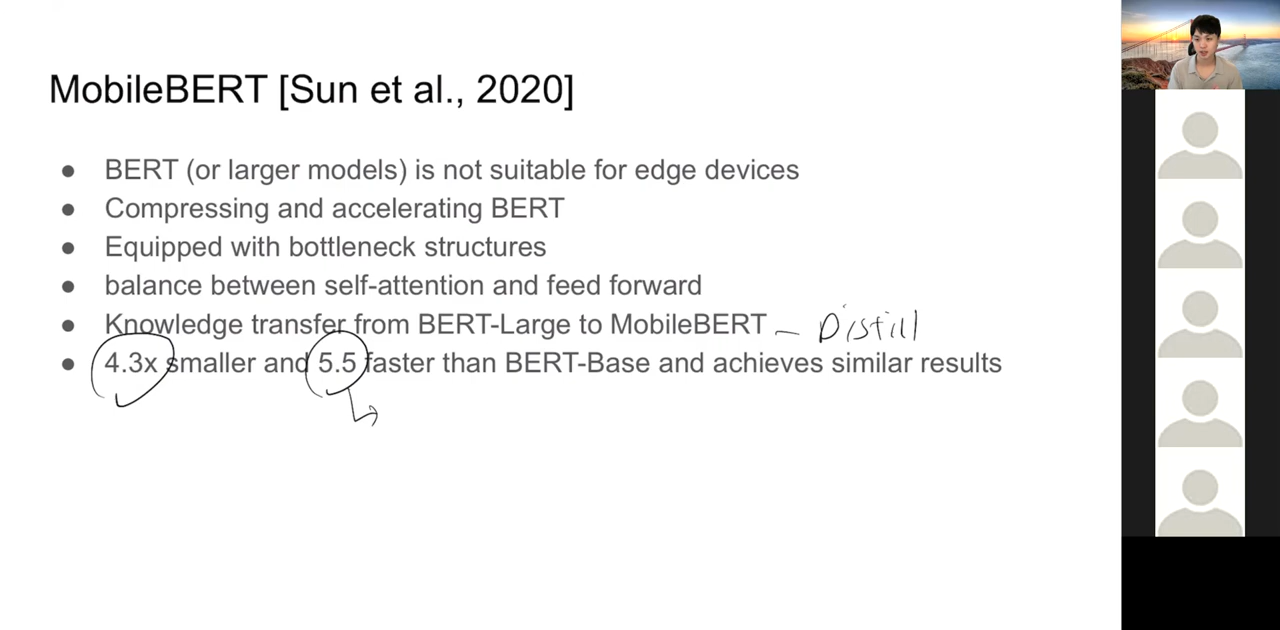 MobileBERT [Sun et al., 2020]
● BERT (or larger models) is not suitable for edge devices
● Compressing and accelerating BERT
● Equipped with bottleneck structures
● balance between self-attention and feed forward
● Knowledge transfer from BERT-Large to MobileBERT – Distill
● 4.3x smaller and 5.5 faster than BERT-Base and achieves similar results